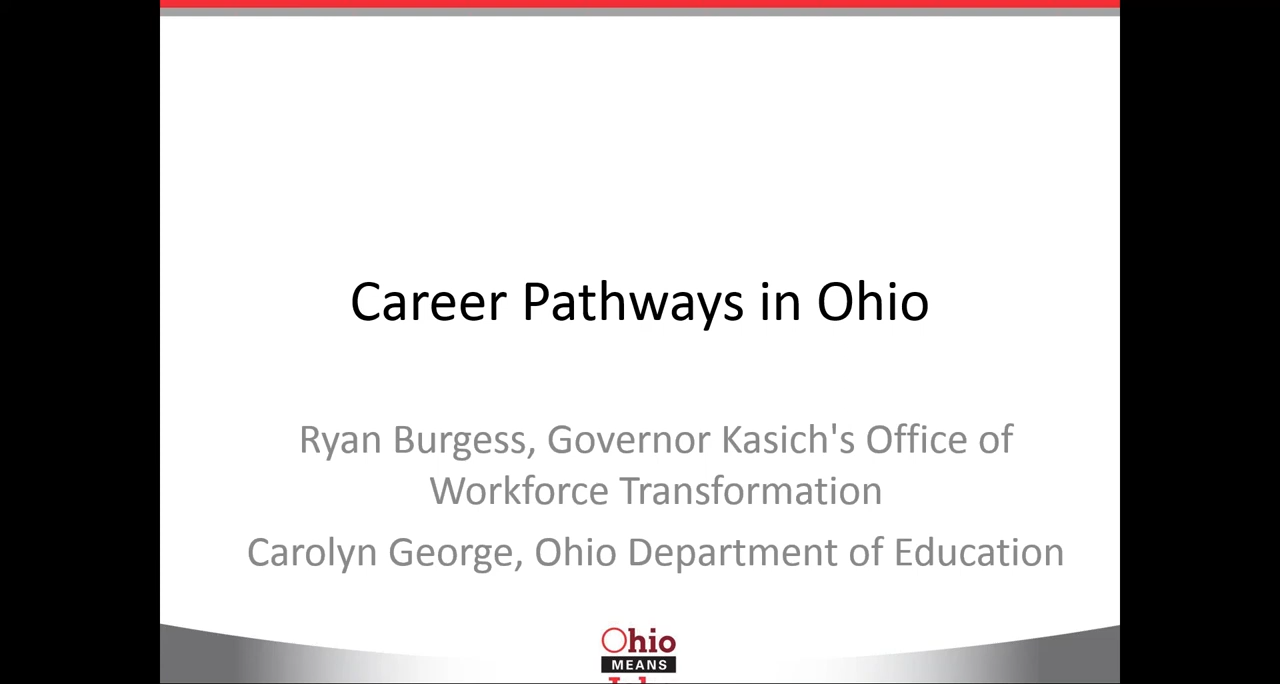 Career Pathways in Ohio
Ryan Burgess, Governor Kasich's Office of
Workforce Transformation
Carolyn George, Ohio Department of Education
Ohio
MEANS